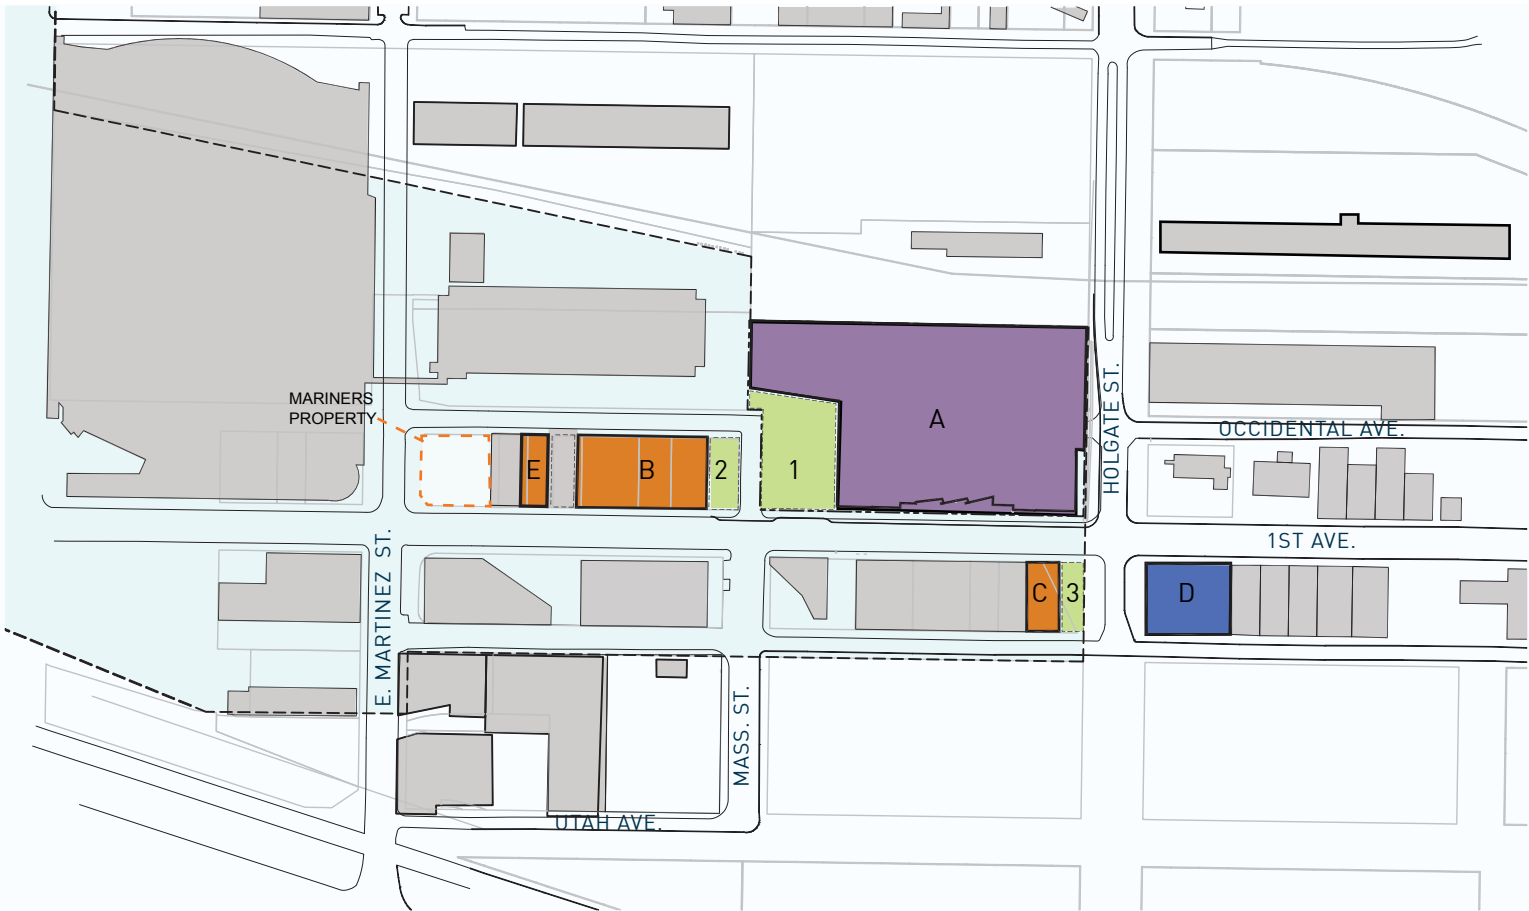 MARINERS
PROPERTY
A
HOLGATE ST.
OCCIDENTAL AVE.
E
B
2
1
1ST AVE.
E. MARTINEZ ST.
C
3
D
MASS. ST.
UTAH AVE.